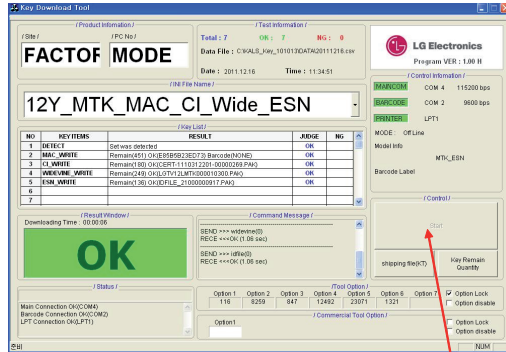 Key Download Tool
/ Product Information /
/ Site /
/ PC No /
FACTOF
MODE
/ Test Information /
Total : 7
OK : 7
NG : 0
Data File : C:\KALS_Key_101013\DATA\20111216.csv
Date : 2011.12.16
Time : 11:34:51
LG Electronics
Program VER : 1.00 H
/ INI File Name /
12Y_MTK_MAC_CI_Wide_ESN
/ Control Information /
MAINCOM COM 4 115200 bps
BARCODE COM 2 9600 bps
PRINTER LPT1
MODE : Off Line
Model Info
MTK_ESN
Barcode Label
/ Key List /
NO KEY ITEMS RESULT JUDGE NG
1 DETECT Set was detected OK
2 MAC_WRITE Remain(451) OK(E85B5B23ED73) Barcode(NONE) OK
3 CI_WRITE Remain(180) OK(CERT-1110312201-00000269.PAK) OK
4 WIDEVINE_WRITE Remain(249) OK(LGTV12LMTK000010300.PAK) OK
5 ESN_WRITE Remain(136) OK(IDFILE_21000000917.PAK) OK
6
7
/ Result Window /
Downloading Time : 00:00:06
OK
/ Command Message /
SEND >>> widevine(0)
RECE <<<OK (1.06 sec)
SEND >>> idfile(0)
RECE <<<OK (1.06 sec)
/ Control /
Start
shipping file(KT)
Key Remain
Quantity
/ Status /
Main Connection OK(COM4)
Barcode Connection OK(COM2)
LPT Connection OK(LPT1)
/Tool Option /
Option 1 Option 2 Option 3 Option 4 Option 5 Option 6 Option 7
116 8259 847 12492 23071 1321
Option Lock
Option disable
/ Commercial Tool Option /
Option1
Option Lock
Option disable
준비
NUM